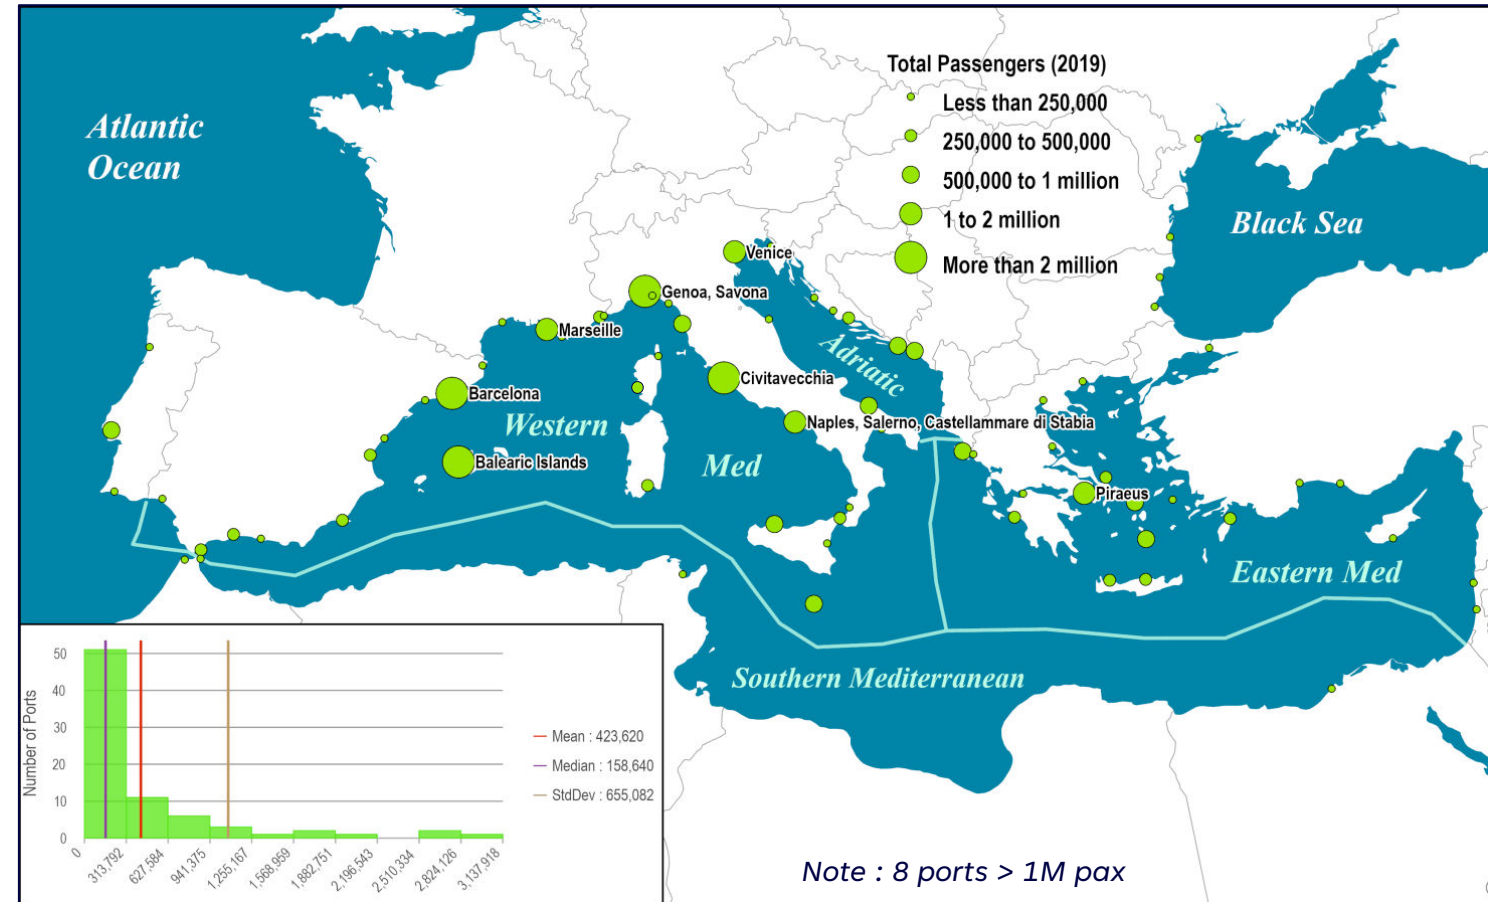 Atlantic
Ocean
Total Passengers (2019)
Less than 250,000
250,000 to 500,000
500,000 to 1 million
1 to 2 million
More than 2 million
Black Sea
Venice
Genoa, Savona
Marseille
Adriatic
Civitavecchia
Barcelona
Western
Naples, Salerno, Castellammare di Stabia
Balearic Islands
Med
Piraeus
Eastern Med
Southern Mediterranean
Number of Ports
50
40
30
20
10
0
0
313,792
627,584
941,375
1,255,167
1,568,959
1,882,751
2,196,543
2,510,334
2,824,126
3,137,918
Mean : 423,620
Median : 158,640
StdDev : 655,082
Note : 8 ports > 1M pax